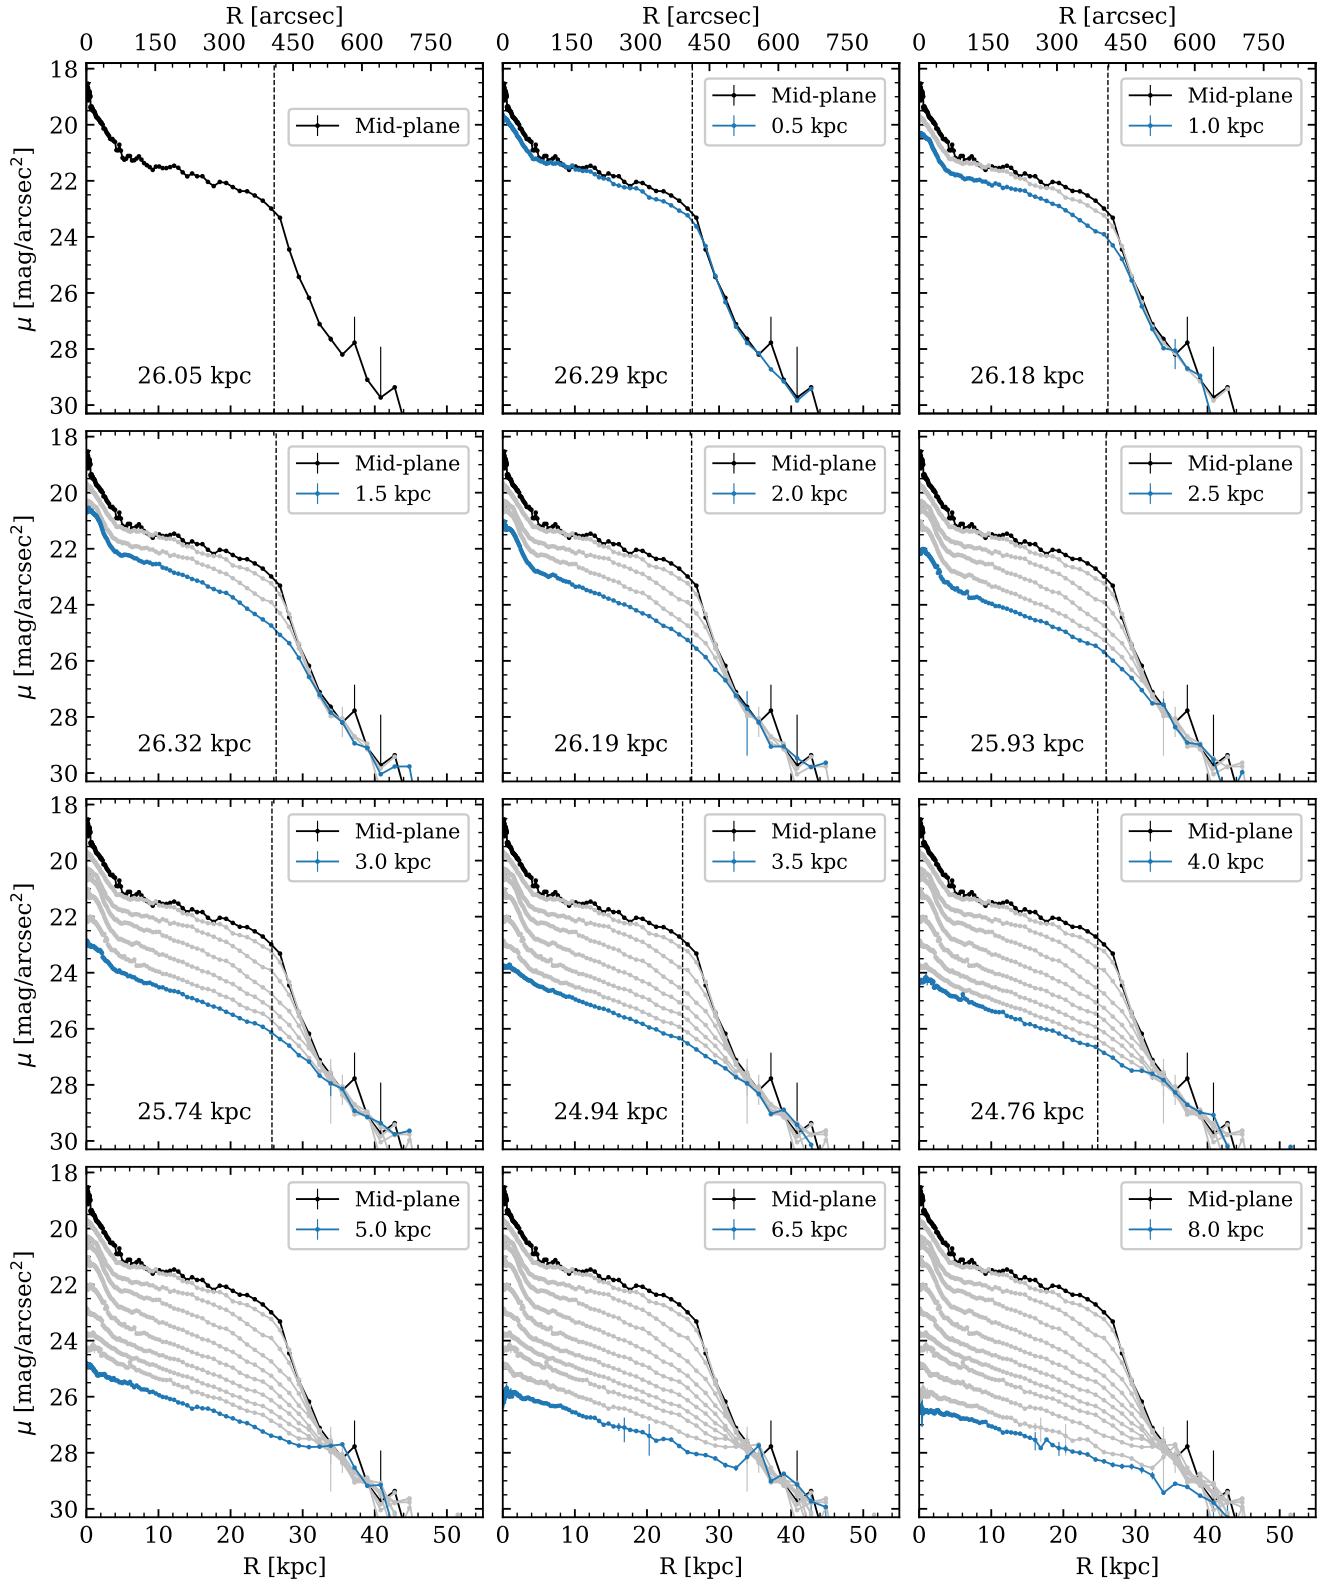 R [arcsec] R [arcsec] R [arcsec]
0 150 300 450 600 750 0 150 300 450 600 750 0 150 300 450 600 750
18
20
22
24
26
28
30
μ [mag/arcsec²]
Mid-plane
26.05 kpc
Mid-plane
0.5 kpc
26.29 kpc
Mid-plane
1.0 kpc
26.18 kpc
18
20
22
24
26
28
30
μ [mag/arcsec²]
Mid-plane
1.5 kpc
26.32 kpc
Mid-plane
2.0 kpc
26.19 kpc
Mid-plane
2.5 kpc
25.93 kpc
18
20
22
24
26
28
30
μ [mag/arcsec²]
Mid-plane
3.0 kpc
25.74 kpc
Mid-plane
3.5 kpc
24.94 kpc
Mid-plane
4.0 kpc
24.76 kpc
18
20
22
24
26
28
30
μ [mag/arcsec²]
Mid-plane
5.0 kpc
Mid-plane
6.5 kpc
Mid-plane
8.0 kpc
0 10 20 30 40 50 0 10 20 30 40 50 0 10 20 30 40 50
R [kpc] R [kpc] R [kpc]